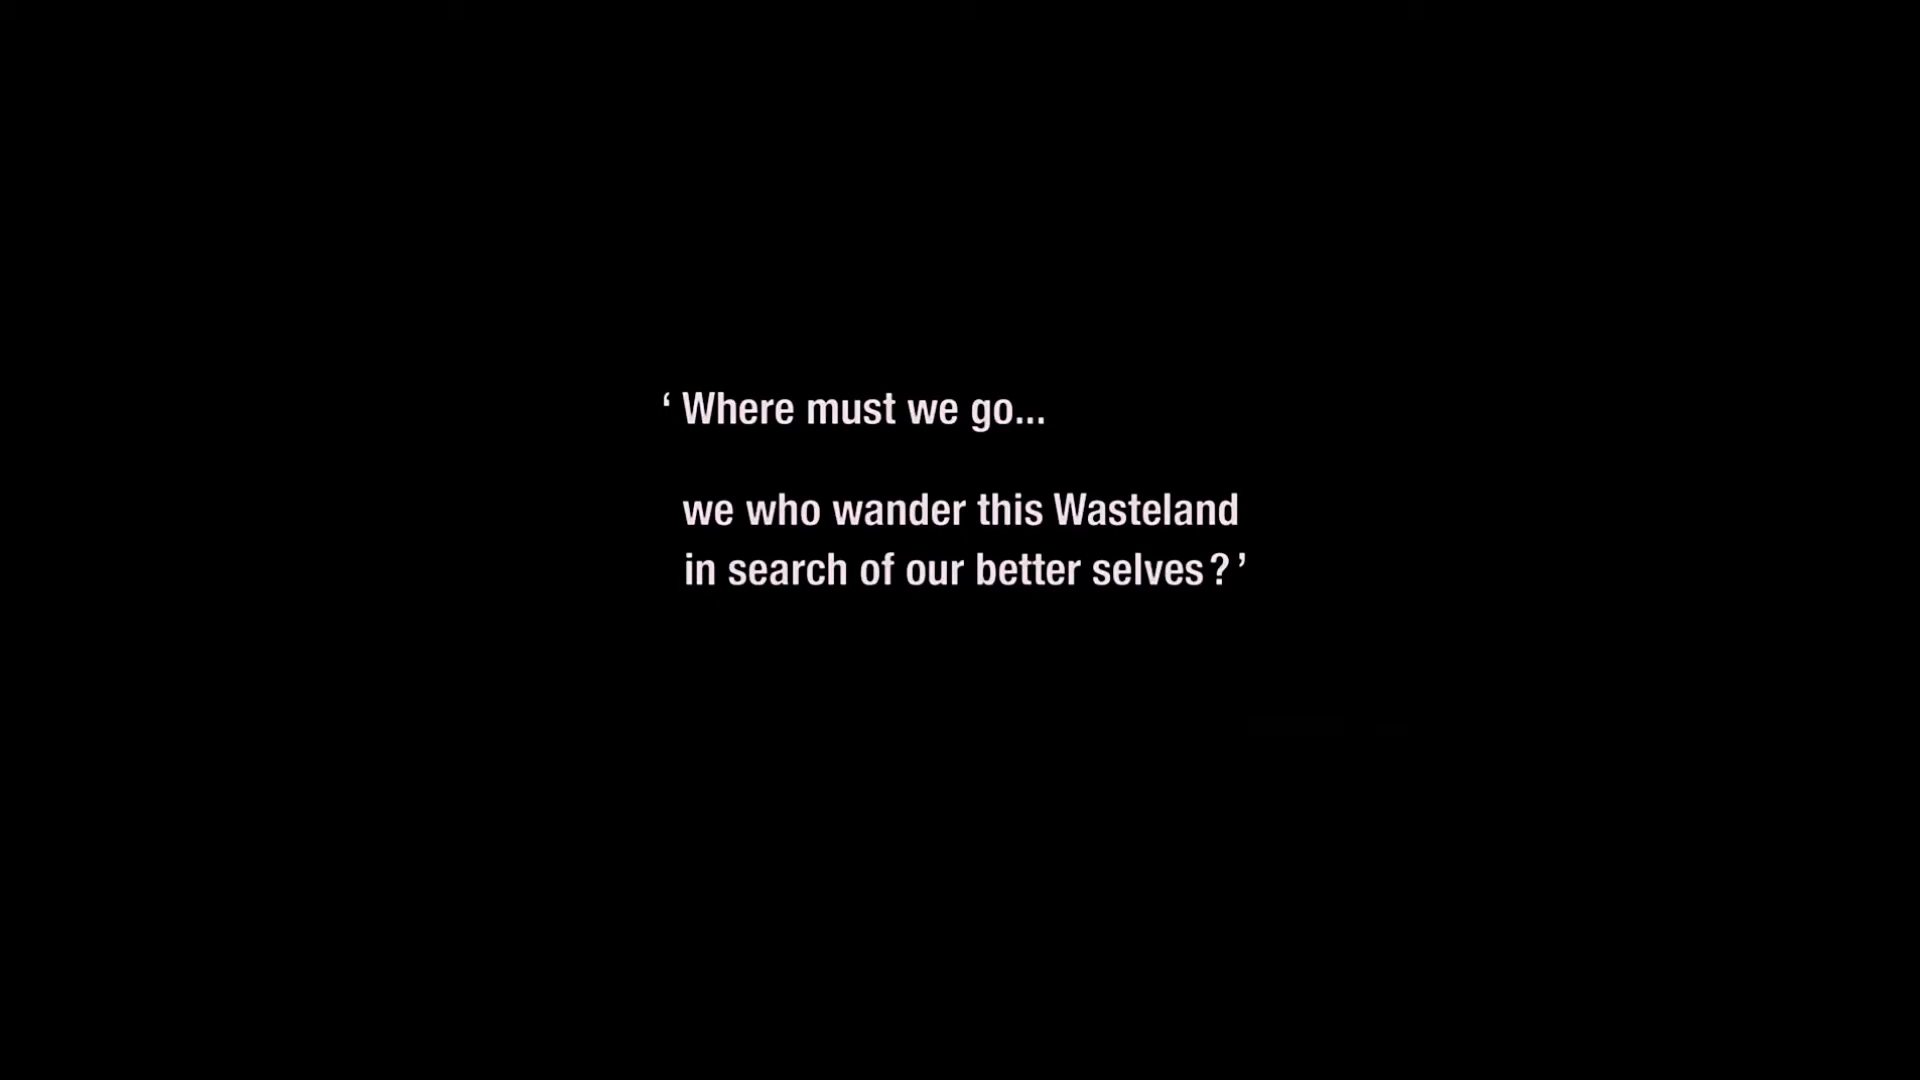 ‘ Where must we go...
we who wander this Wasteland
in search of our better selves ? ’